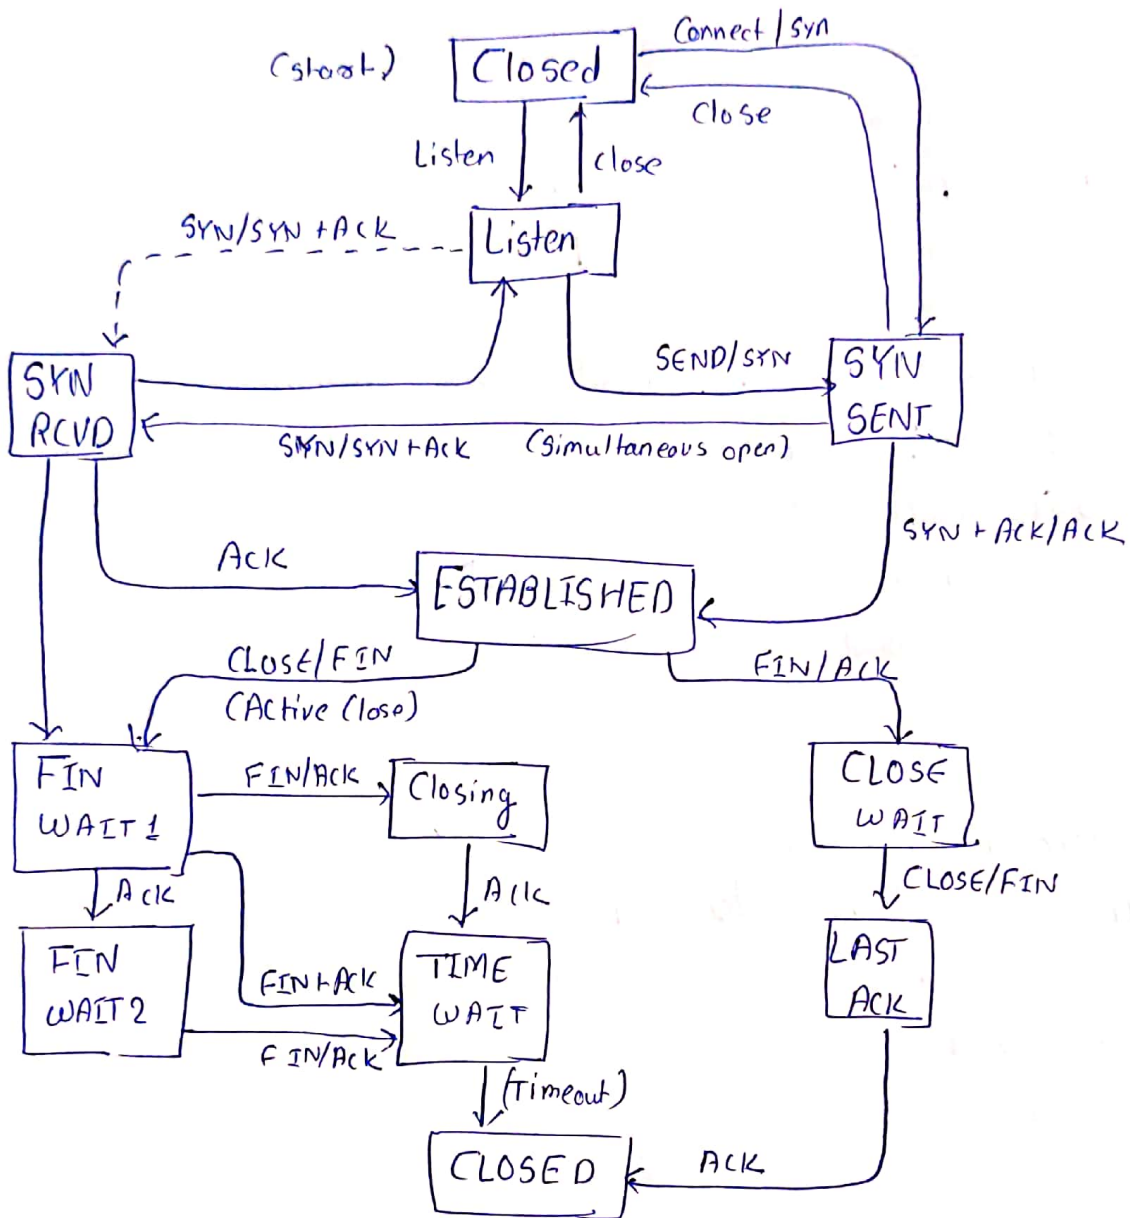 Connect/Syn
(start)
Closed
Close
Listen
Close
SYN/SYN+ACK
Listen
SEND/SYN
SYN
SENT
SYN
RCVD
SYN/SYN+ACK
(Simultaneous open)
SYN+ACK/ACK
ACK
ESTABLISHED
CLOSE/FIN
(Active Close)
FIN/ACK
FIN
WAIT 1
FIN/ACK
Closing
CLOSE
WAIT
ACK
ACK
CLOSE/FIN
FIN
WAIT 2
FIN+ACK
FIN/ACK
TIME
WAIT
LAST
ACK
(Timeout)
CLOSED
ACK